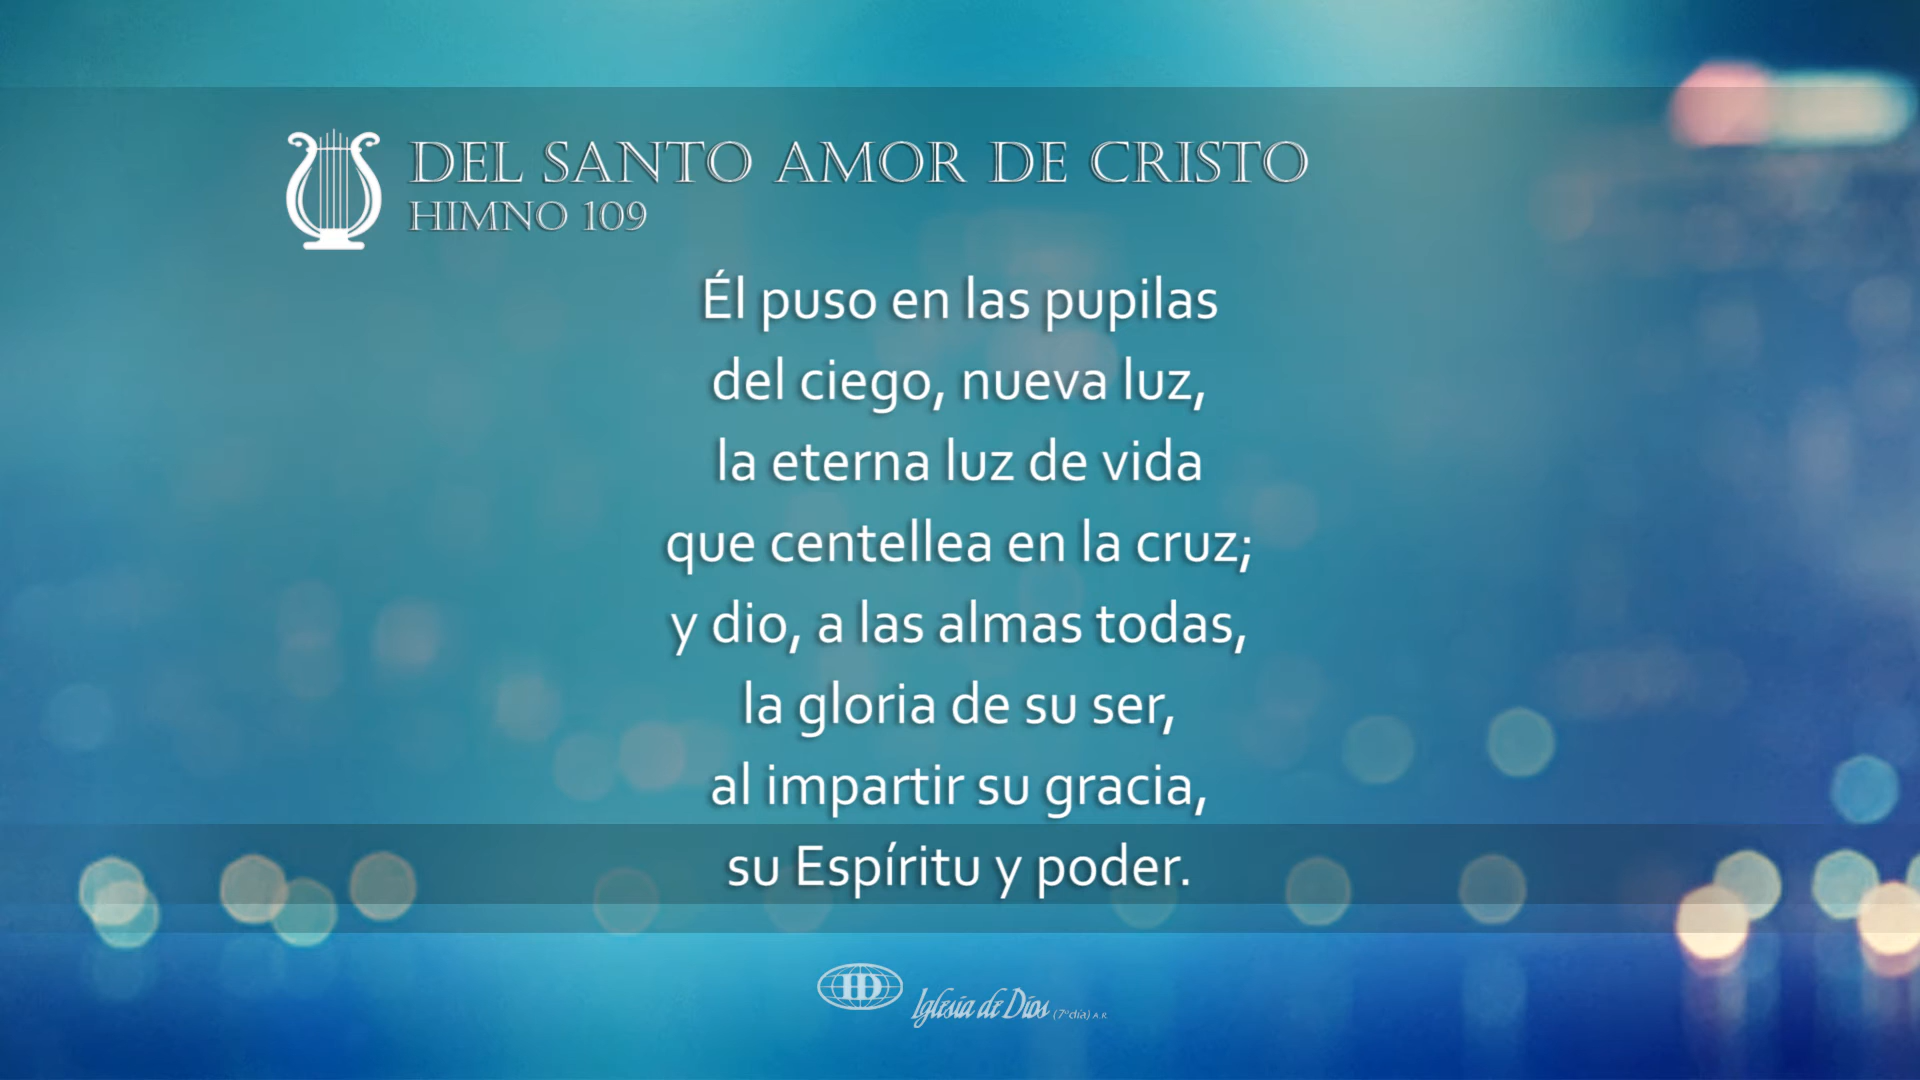 DEL SANTO AMOR DE CRISTO
HIMNO 109
Él puso en las pupilas
del ciego, nueva luz,
la eterna luz de vida
que centellea en la cruz;
y dio, a las almas todas,
la gloria de su ser,
al impartir su gracia,
su Espíritu y poder.
Iglesia de Dios (7º día) A.R.